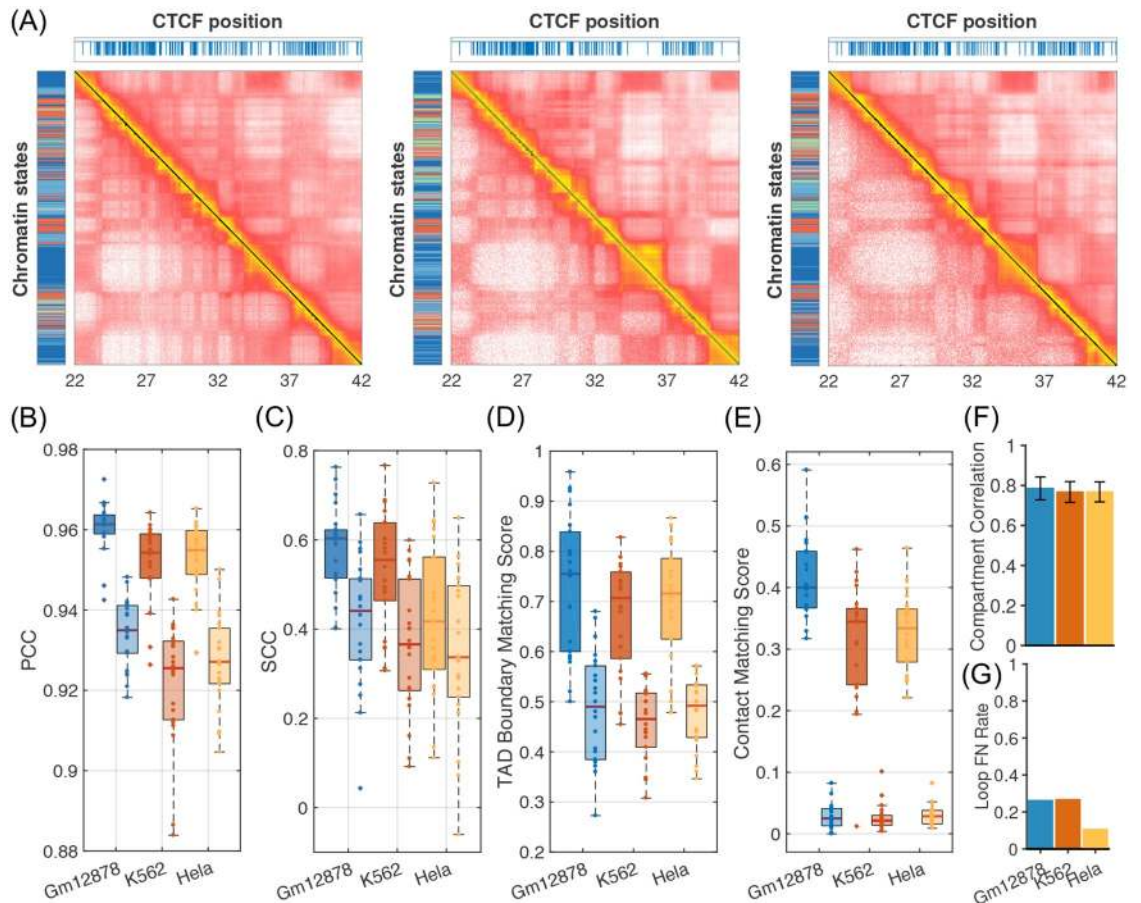 (A)
CTCF position
CTCF position
CTCF position
Chromatin states
Chromatin states
Chromatin states
22 27 32 37 42
22 27 32 37 42
22 27 32 37 42
(B)
PCC
0.98
0.96
0.94
0.92
0.9
0.88
Gm12878 K562 Hela
(C)
SCC
0.8
0.6
0.4
0.2
0
Gm12878 K562 Hela
(D)
TAD Boundary Matching Score
1
0.9
0.8
0.7
0.6
0.5
0.4
0.3
0.2
Gm12878 K562 Hela
(E)
Contact Matching Score
0.6
0.5
0.4
0.3
0.2
0.1
0
Gm12878 K562 Hela
(F)
Compartment Correlation
1
0.8
0.6
0.4
0.2
0
(G)
Loop FN Rate
1
0.8
0.6
0.4
0.2
0
Gm12878 K562 Hela